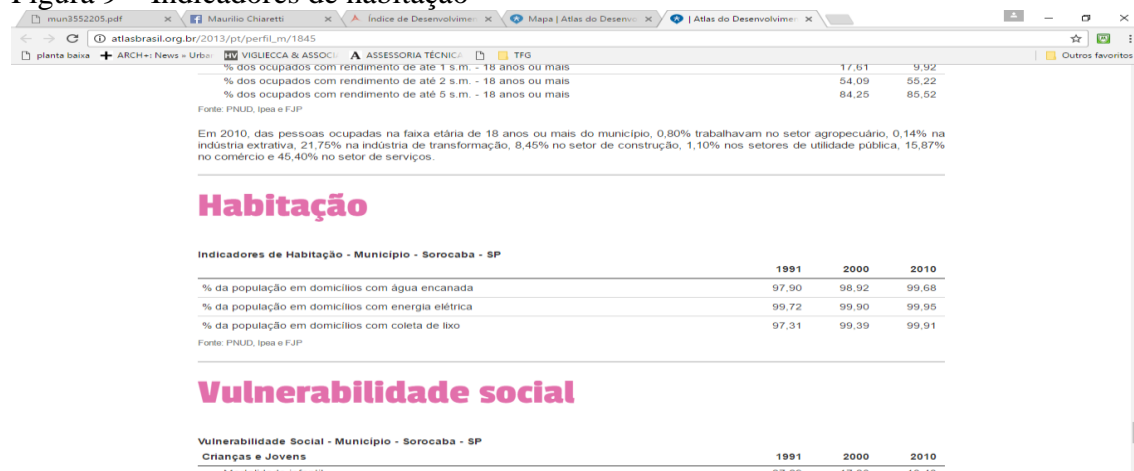 Figura 9 – Indicadores de habitação
mun3552205.pdf Maurilio Chiaretti Índice de Desenvolvimen Mapa | Atlas do Desenvo | Atlas do Desenvolvimen
atlasbrasil.org.br/2013/pt/perfil_m/1845
planta baixa ARCH+: News » Urba HV VIGLIECCA & ASSOCI A ASSESSORIA TÉCNICA TFG Outros favoritos
% dos ocupados com rendimento de até 1 s.m. - 18 anos ou mais 17,61 9,92
% dos ocupados com rendimento de até 2 s.m. - 18 anos ou mais 54,09 55,22
% dos ocupados com rendimento de até 5 s.m. - 18 anos ou mais 84,25 85,52
Fonte: PNUD, Ipea e FJP
Em 2010, das pessoas ocupadas na faixa etária de 18 anos ou mais do município, 0,80% trabalhavam no setor agropecuário, 0,14% na
indústria extrativa, 21,75% na indústria de transformação, 8,45% no setor de construção, 1,10% nos setores de utilidade pública, 15,87%
no comércio e 45,40% no setor de serviços.
Habitação
Indicadores de Habitação - Município - Sorocaba - SP
1991 2000 2010
% da população em domicílios com água encanada 97,90 98,92 99,68
% da população em domicílios com energia elétrica 99,72 99,90 99,95
% da população em domicílios com coleta de lixo 97,31 99,39 99,91
Fonte: PNUD, Ipea e FJP
Vulnerabilidade social
Vulnerabilidade Social - Município - Sorocaba - SP
Crianças e Jovens 1991 2000 2010